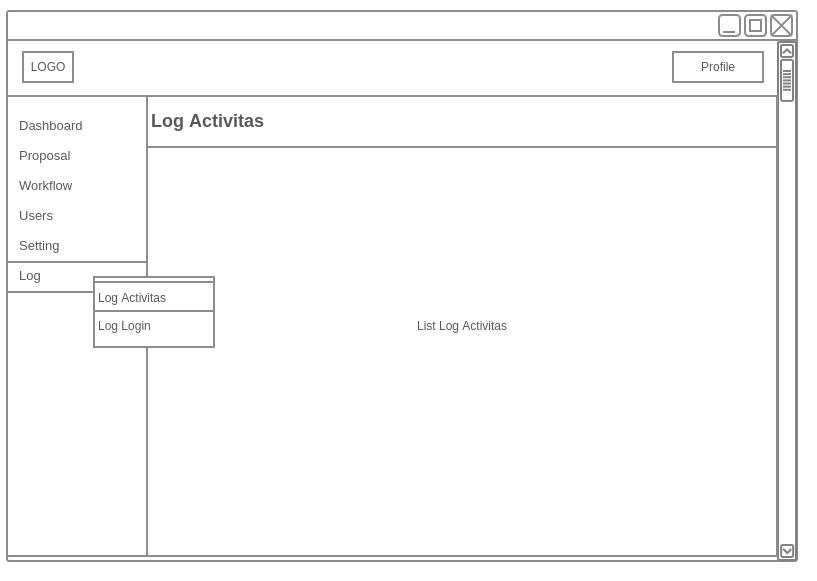 LOGO
Profile
Log Activitas
Dashboard
Proposal
Workflow
Users
Setting
Log
Log Activitas
Log Login
List Log Activitas